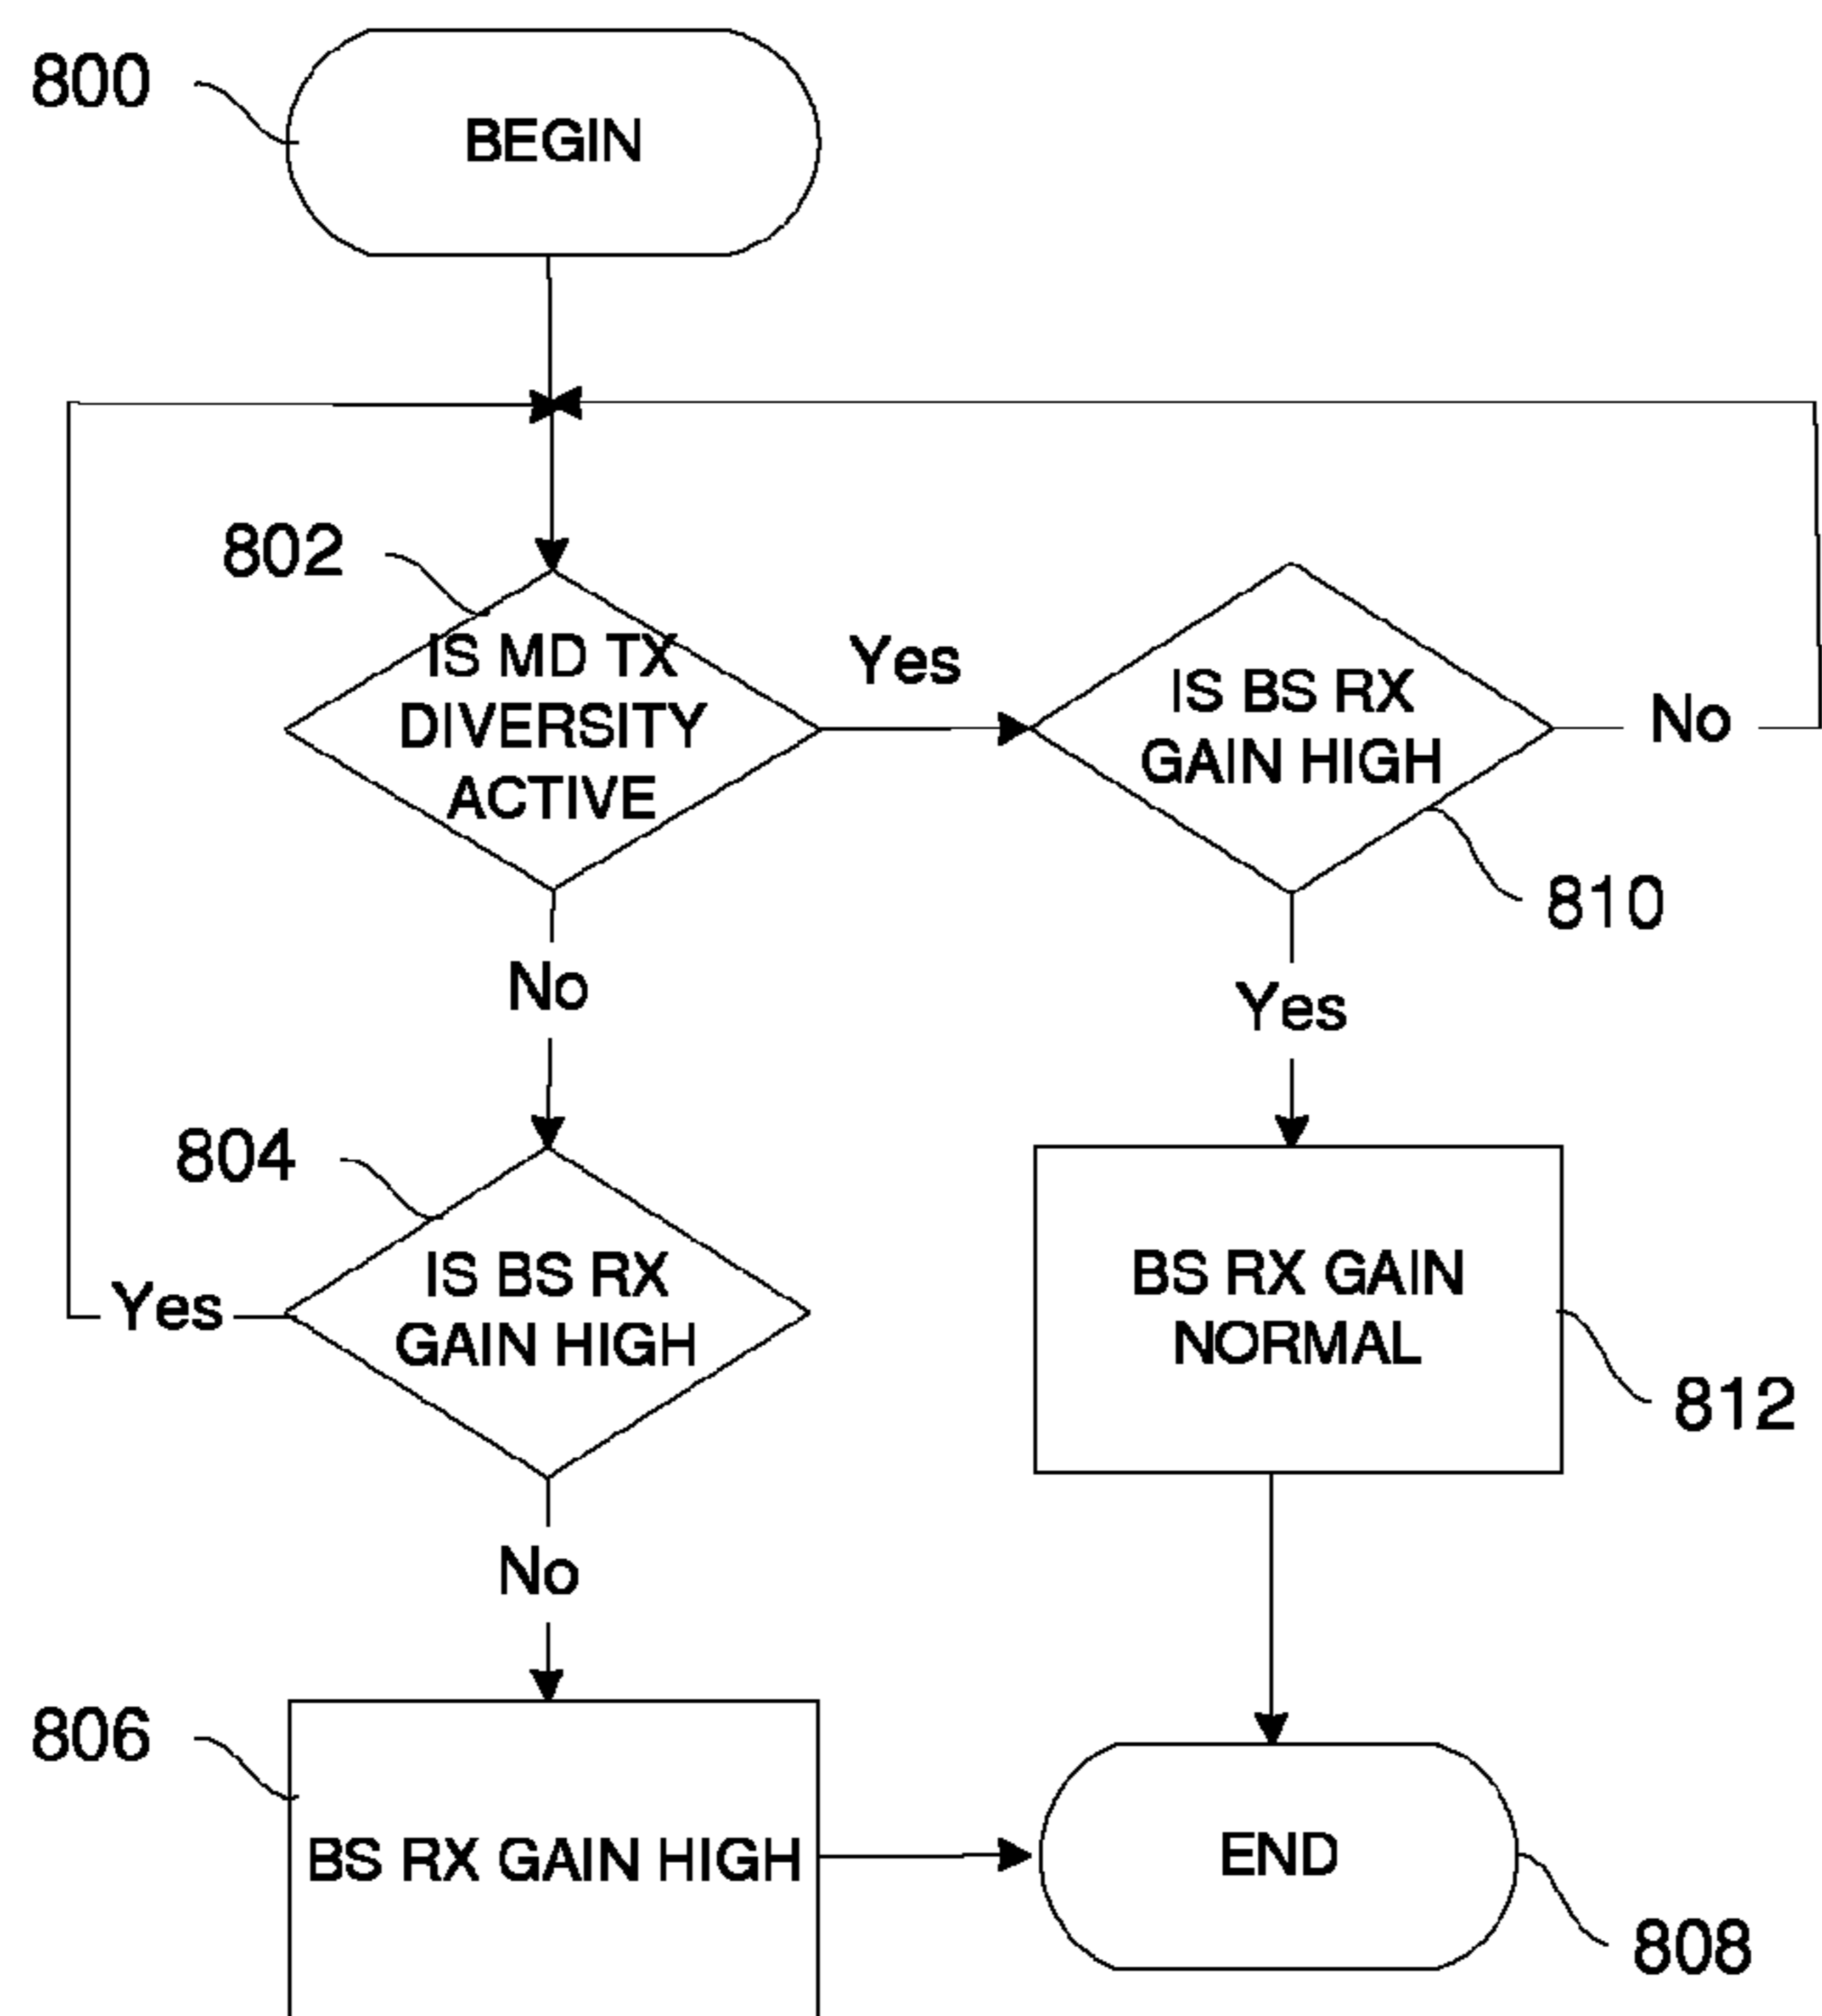 800
BEGIN
802
IS MD TX
DIVERSITY
ACTIVE
Yes
IS BS RX
GAIN HIGH
No
810
No
Yes
804
IS BS RX
GAIN HIGH
Yes
BS RX GAIN
NORMAL
812
No
806
BS RX GAIN HIGH
END
808